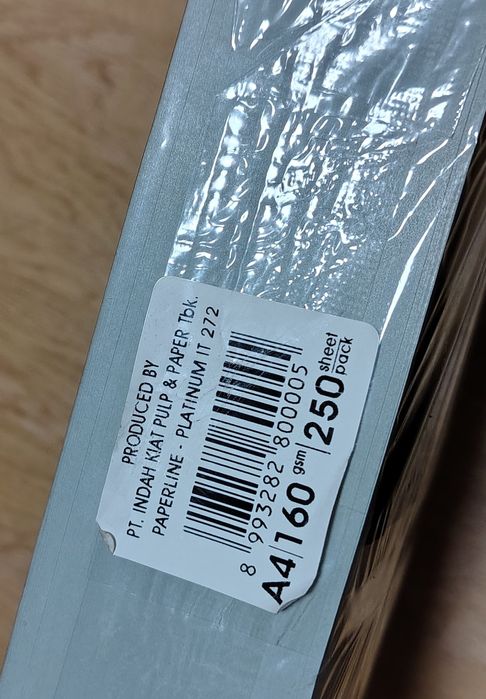 PRODUCED BY
PT. INDAH KIAT PULP & PAPER Tbk.
PAPERLINE - PLATINUM IT 272
8 993282 800005
A4|160 gsm|250 sheet
pack